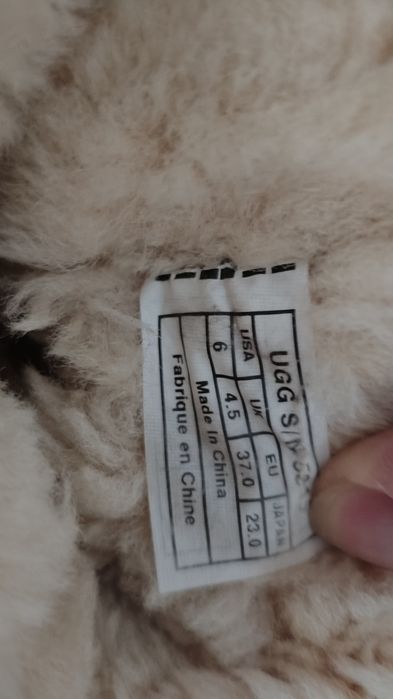 UGG S/N
USA UK EU JAPAN
6 4.5 37.0 23.0
Made In China
Fabrique en Chine